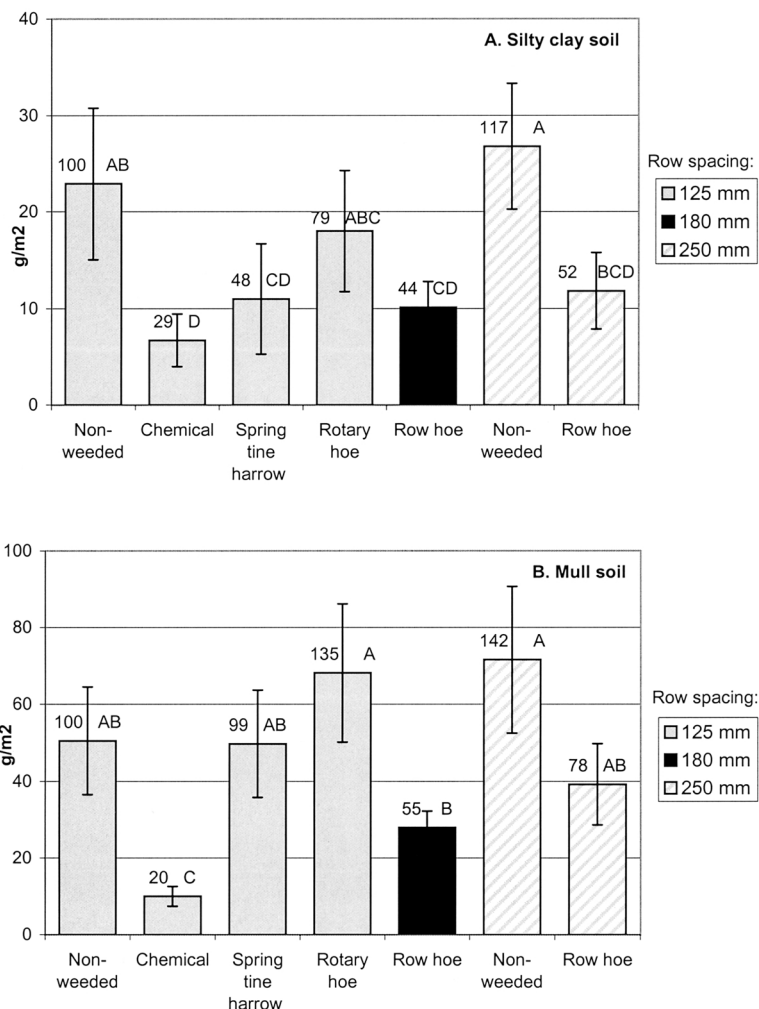 A. Silty clay soil
40
30
20
10
0
g/m2
100 AB
29 D
48 CD
79 ABC
44 CD
117 A
52 BCD
Non-
weeded
Chemical
Spring
tine
harrow
Rotary
hoe
Row hoe
Non-
weeded
Row hoe
Row spacing:
125 mm
180 mm
250 mm
B. Mull soil
100
80
60
40
20
0
g/m2
100 AB
20 C
99 AB
135 A
55 B
142 A
78 AB
Non-
weeded
Chemical
Spring
tine
harrow
Rotary
hoe
Row hoe
Non-
weeded
Row hoe
Row spacing:
125 mm
180 mm
250 mm